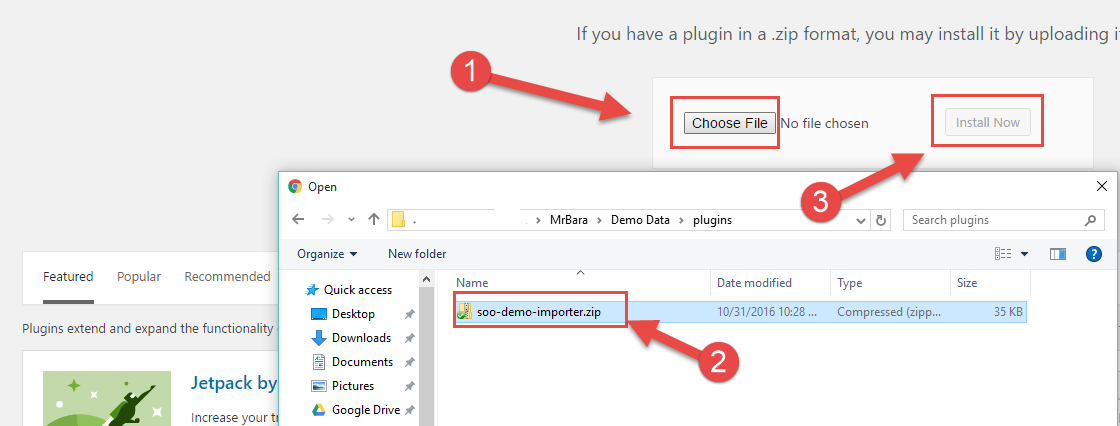 If you have a plugin in a .zip format, you may install it by uploading it
1
Choose File No file chosen
Install Now
3
Open
. MrBara Demo Data plugins
Search plugins
Organize New folder
Featured Popular Recommended
Quick access
Desktop
Downloads
Documents
Pictures
Google Drive
Name Date modified Type Size
soo-demo-importer.zip 10/31/2016 10:28 ... Compressed (zipp... 35 KB
2
Plugins extend and expand the functionality
Jetpack by
Increase your